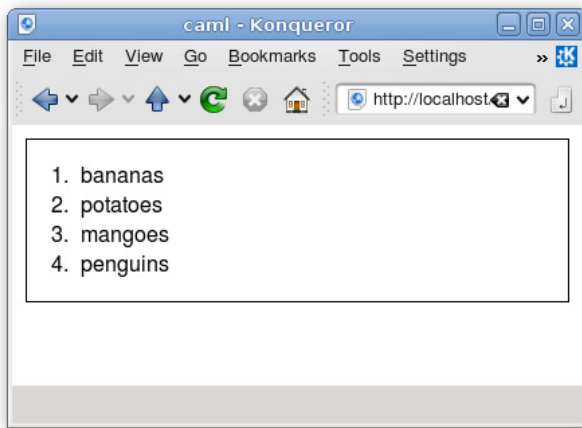 caml - Konqueror
File Edit View Go Bookmarks Tools Settings »
http://localhost
1. bananas
2. potatoes
3. mangoes
4. penguins